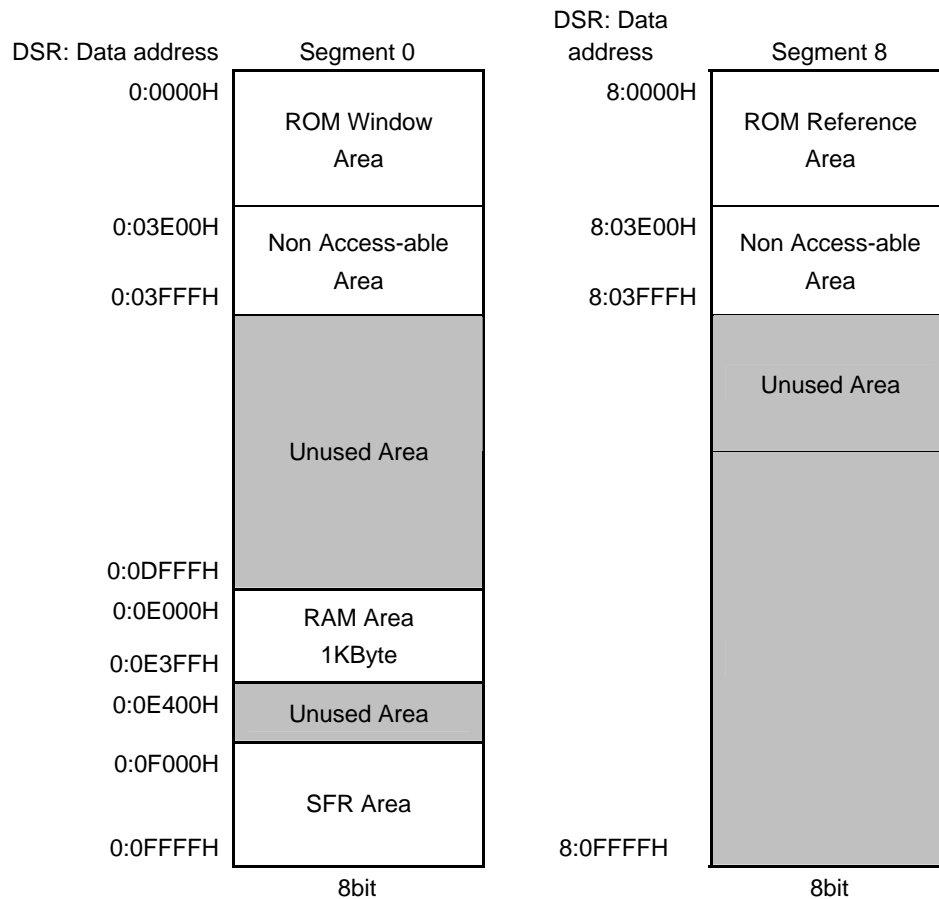 DSR: Data address
Segment 0
0:0000H
ROM Window
Area
0:03E00H
Non Access-able
Area
0:03FFFH
Unused Area
0:0DFFFH
0:0E000H
RAM Area
1KByte
0:0E3FFH
0:0E400H
Unused Area
0:0F000H
SFR Area
0:0FFFFH
8bit
DSR: Data
address
Segment 8
8:0000H
ROM Reference
Area
8:03E00H
Non Access-able
Area
8:03FFFH
Unused Area
8:0FFFFH
8bit